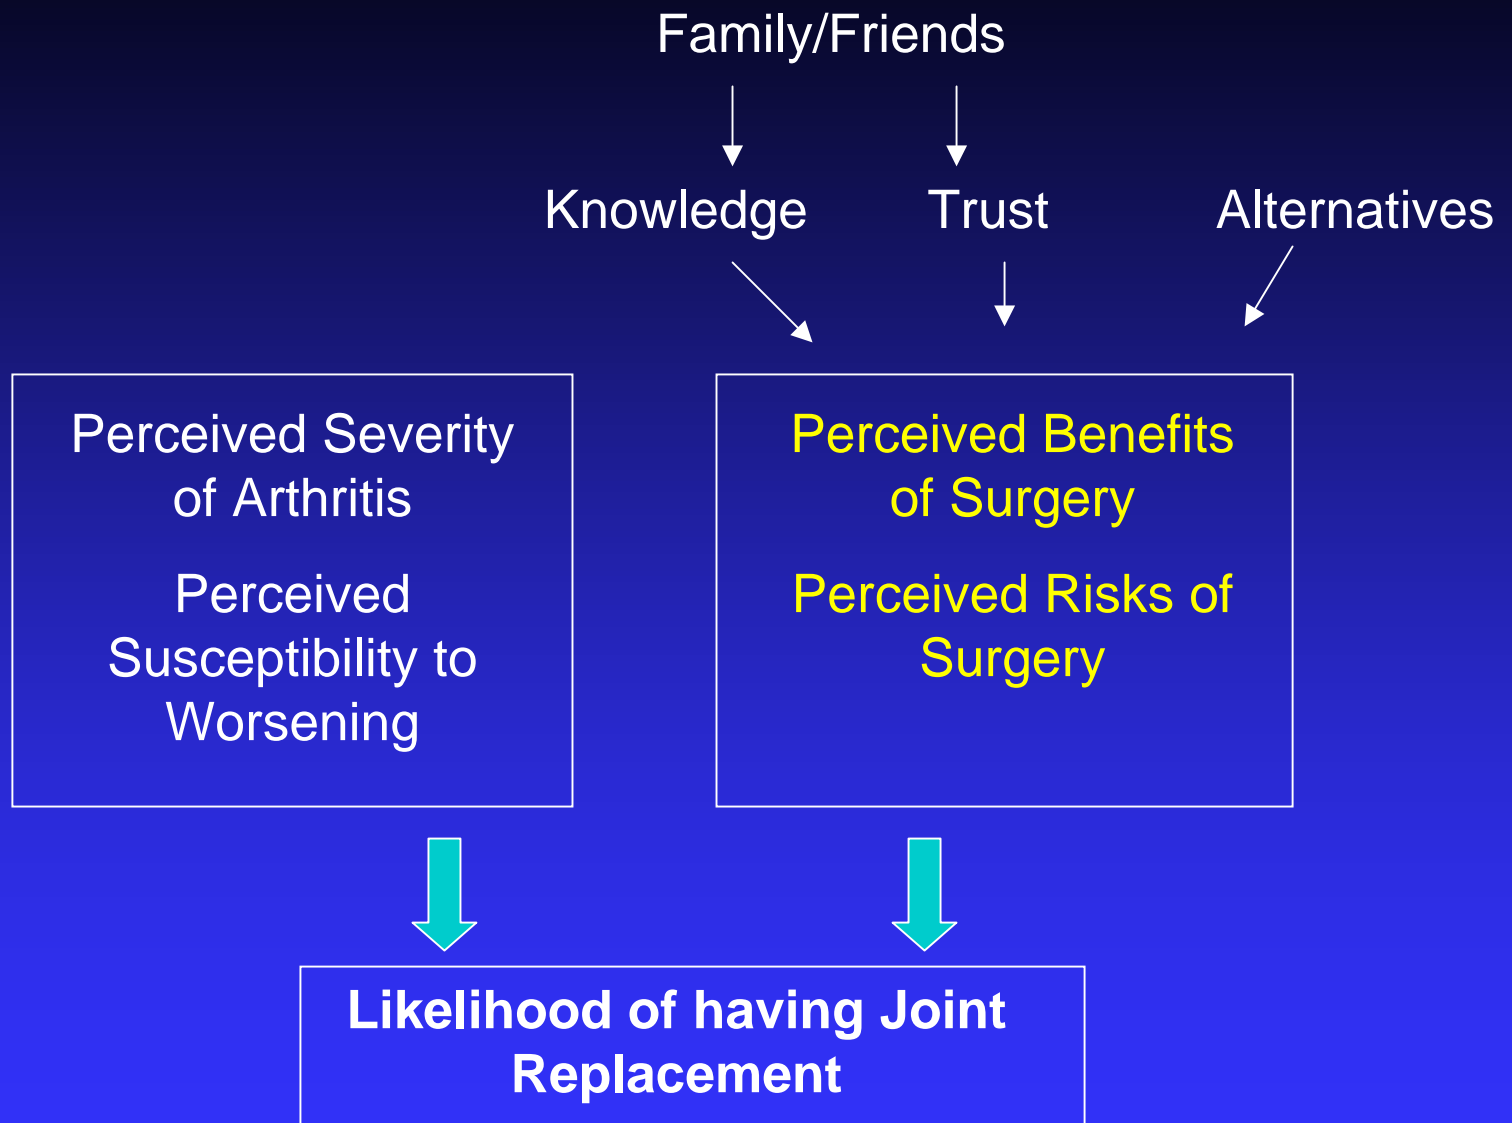 Family/Friends
Knowledge Trust Alternatives
Perceived Severity
of Arthritis
Perceived
Susceptibility to
Worsening
Perceived Benefits
of Surgery
Perceived Risks of
Surgery
Likelihood of having Joint
Replacement